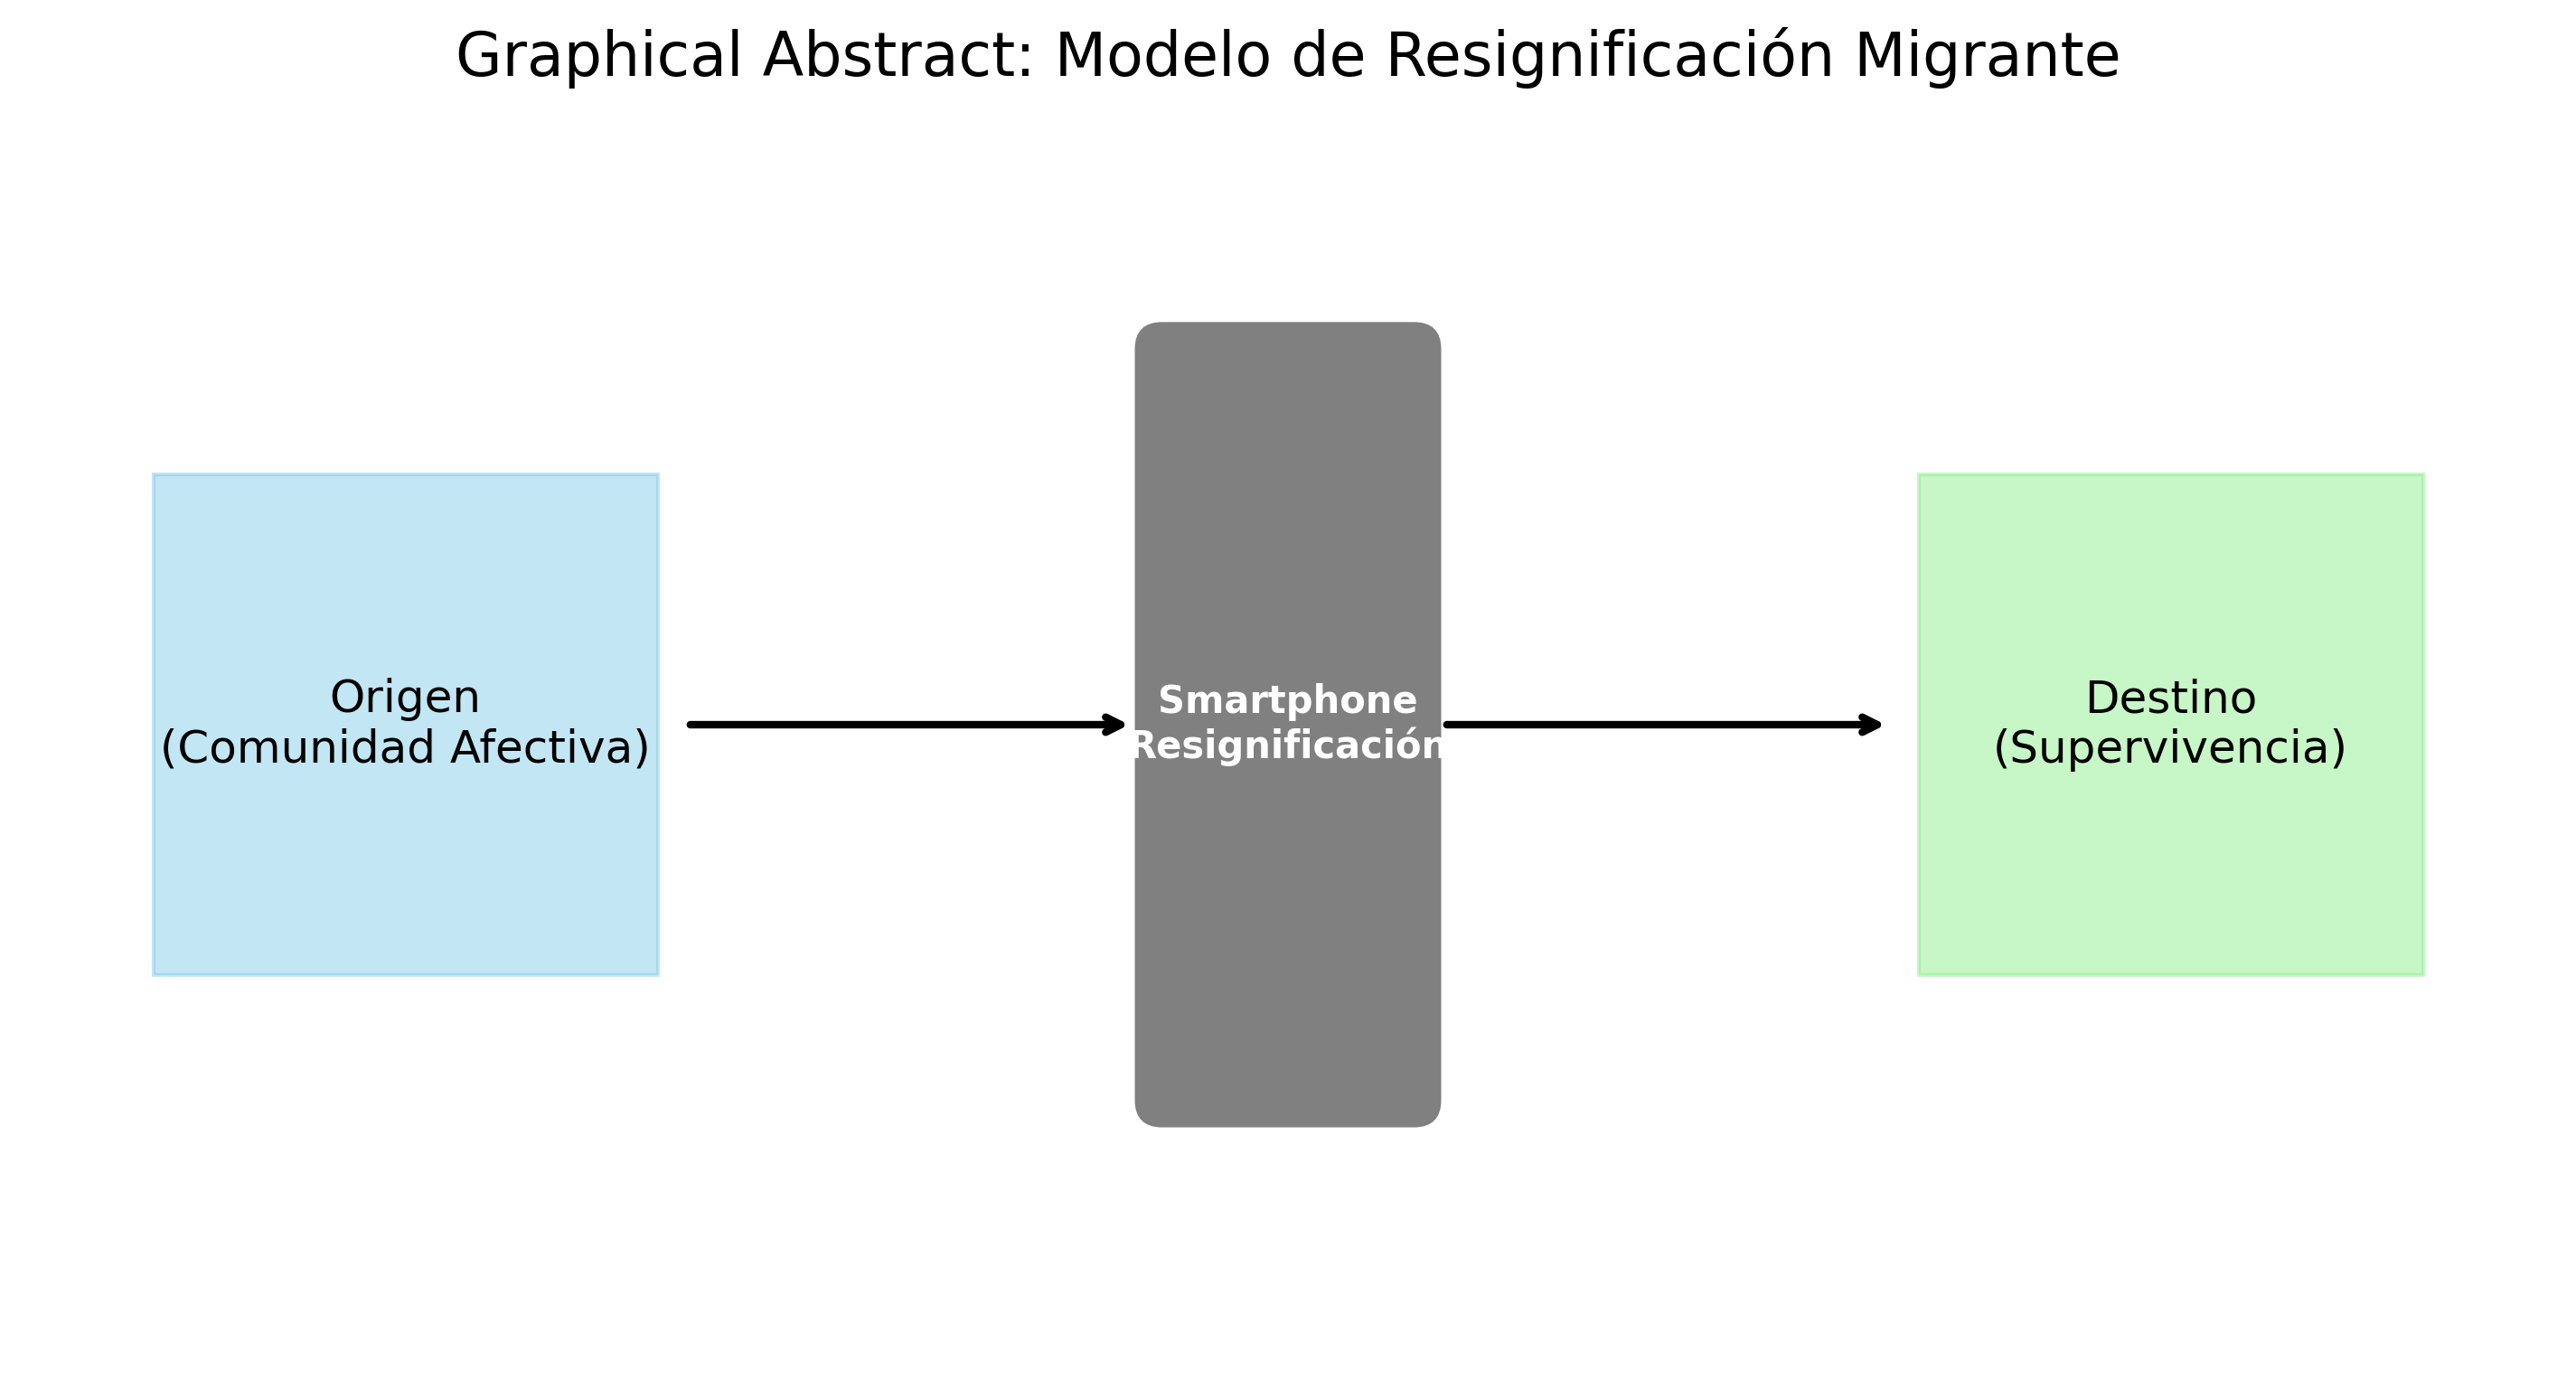 Graphical Abstract: Modelo de Resignificación Migrante
Origen
(Comunidad Afectiva)
Smartphone
Resignificación
Destino
(Supervivencia)